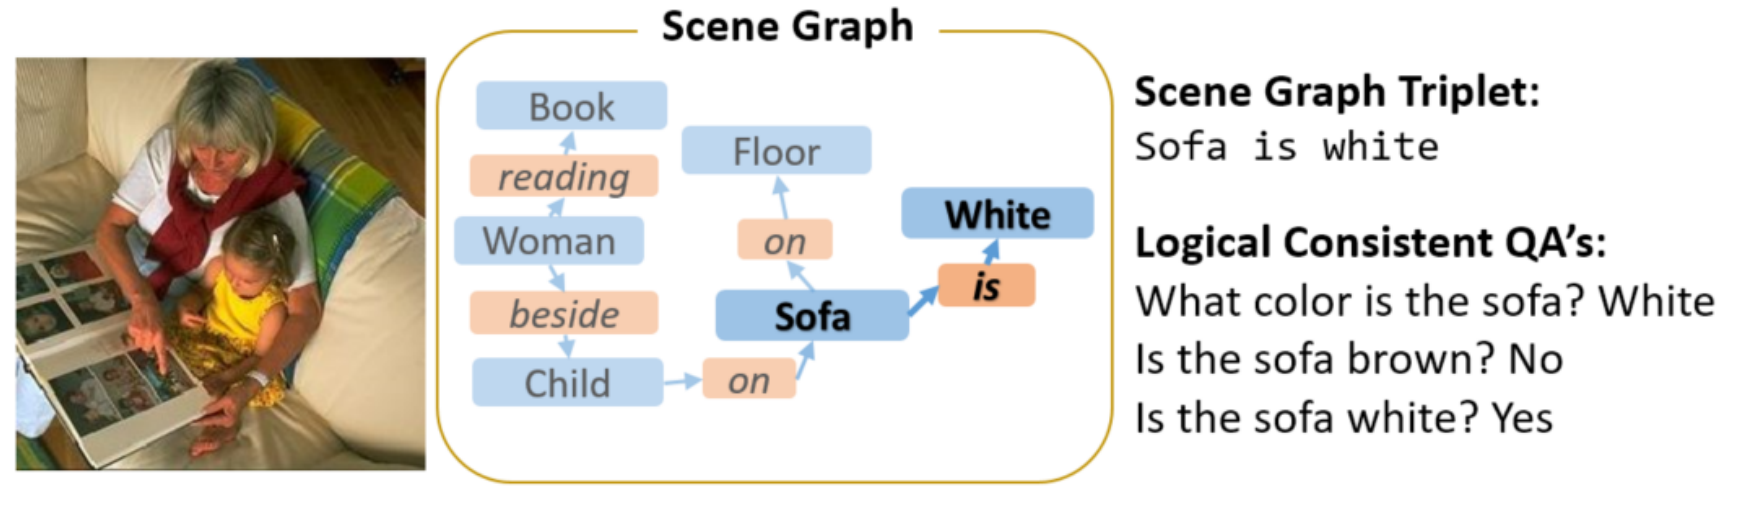 Scene Graph
Book
reading
Woman
beside
Child
on
Floor
on
Sofa
is
White
Scene Graph Triplet:
Sofa is white
Logical Consistent QA’s:
What color is the sofa? White
Is the sofa brown? No
Is the sofa white? Yes